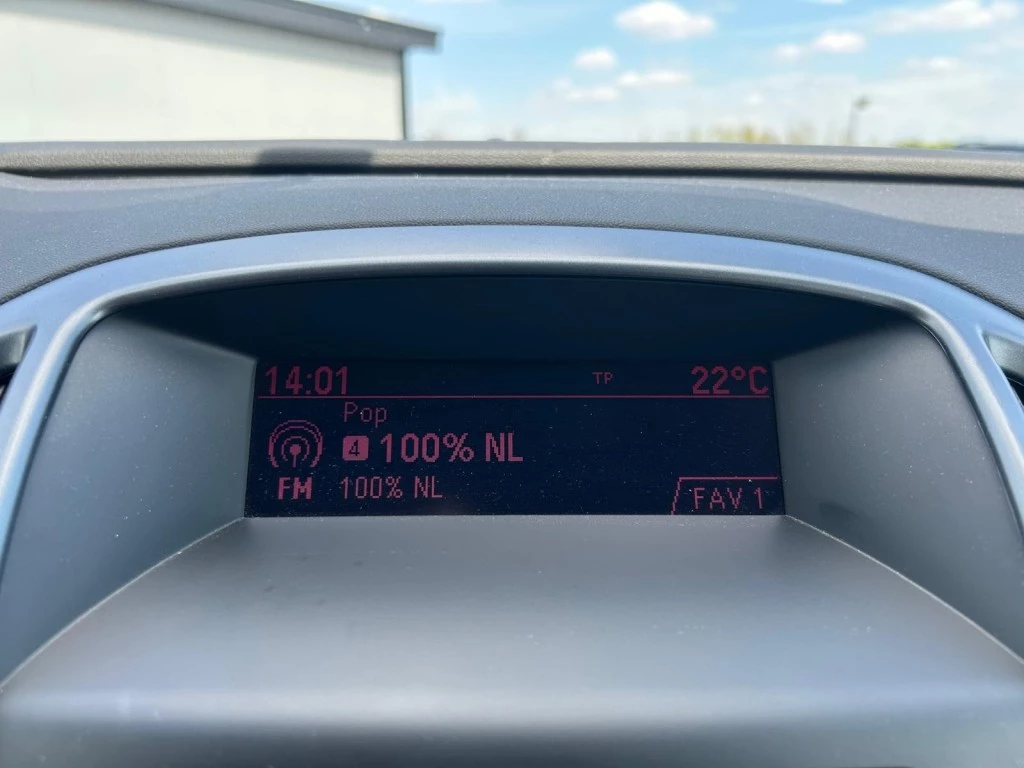 14:01 TP 22°C
Pop
4 100% NL
FM 100% NL FAV 1